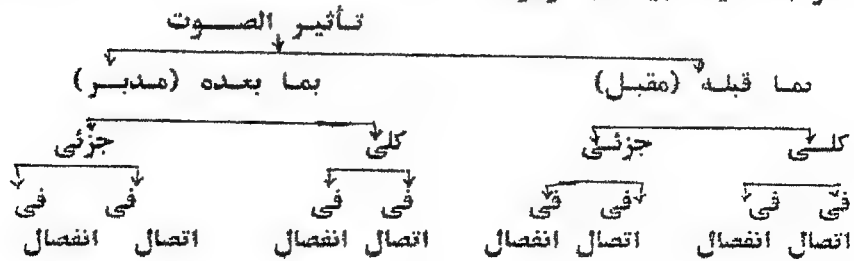 تأثير الصوت
بما قبله (مقبل) بما بعده (مدبر)
كلى جزئى كلى جزئى
فى فى فى فى فى فى فى فى
اتصال انفصال اتصال انفصال اتصال انفصال اتصال انفصال